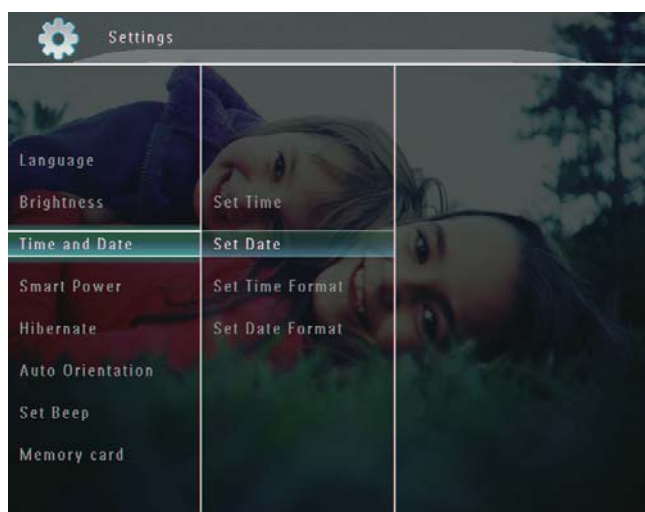 Settings
Language
Brightness
Time and Date
Smart Power
Hibernate
Auto Orientation
Set Beep
Memory card
Set Time
Set Date
Set Time Format
Set Date Format